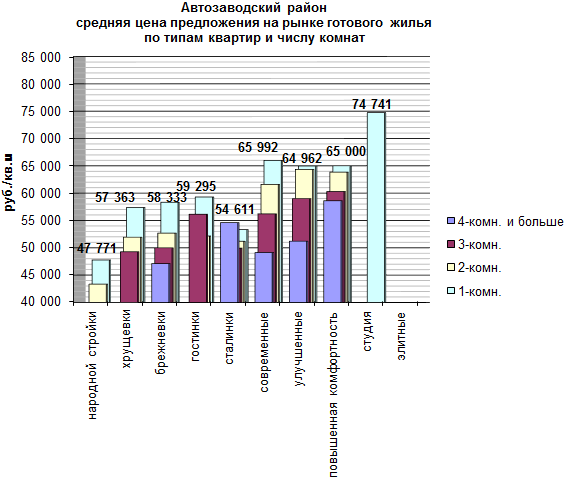 Автозаводский район
средняя цена предложения на рынке готового жилья
по типам квартир и числу комнат
руб./кв.м
85 000
80 000
75 000
70 000
65 000
60 000
55 000
50 000
45 000
40 000
47 771
57 363
58 333
59 295
54 611
65 992
64 962
65 000
74 741
народной стройки
хрущевки
брежневки
гостинки
сталинки
современные
улучшенные
повышенная комфортность
студия
элитные
4-комн. и больше
3-комн.
2-комн.
1-комн.